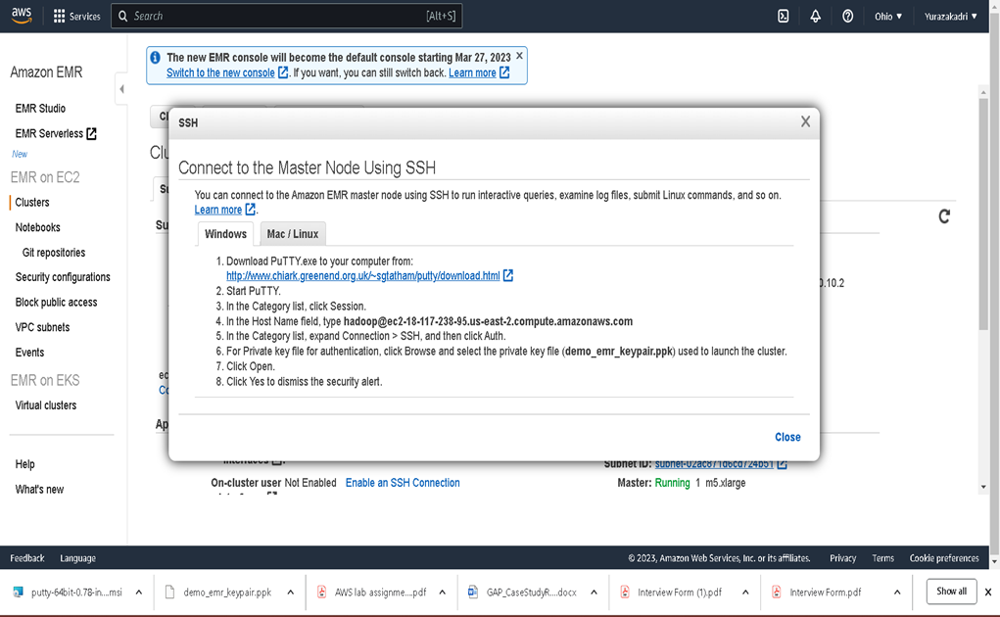 aws
Services
Search [Alt+S]
Ohio ▼
Yurazakadri ▼
Amazon EMR
EMR Studio
EMR Serverless
New
EMR on EC2
Clusters
Notebooks
Git repositories
Security configurations
Block public access
VPC subnets
Events
EMR on EKS
Virtual clusters
Help
What's new
The new EMR console will become the default console starting Mar 27, 2023 X
Switch to the new console. If you want, you can still switch back. Learn more
SSH X
Connect to the Master Node Using SSH
You can connect to the Amazon EMR master node using SSH to run interactive queries, examine log files, submit Linux commands, and so on.
Learn more.
Windows Mac / Linux
1. Download PuTTY.exe to your computer from:
http://www.chiark.greenend.org.uk/~sgtatham/putty/download.html
2. Start PuTTY.
3. In the Category list, click Session.
4. In the Host Name field, type hadoop@ec2-18-117-238-95.us-east-2.compute.amazonaws.com
5. In the Category list, expand Connection > SSH, and then click Auth.
6. For Private key file for authentication, click Browse and select the private key file (demo_emr_keypair.ppk) used to launch the cluster.
7. Click Open.
8. Click Yes to dismiss the security alert.
Close
0.10.2
Subnet ID: subnet-02ac871d6cd724b51
On-cluster user Not Enabled Enable an SSH Connection
Master: Running 1 m5.xlarge
Feedback Language
© 2023, Amazon Web Services, Inc. or its affiliates. Privacy Terms Cookie preferences
putty-64bit-0.78-in....msi
demo_emr_keypair.ppk
AWS lab assignme....pdf
GAP_CaseStudyR....docx
Interview Form (1).pdf
Interview Form.pdf
Show all X